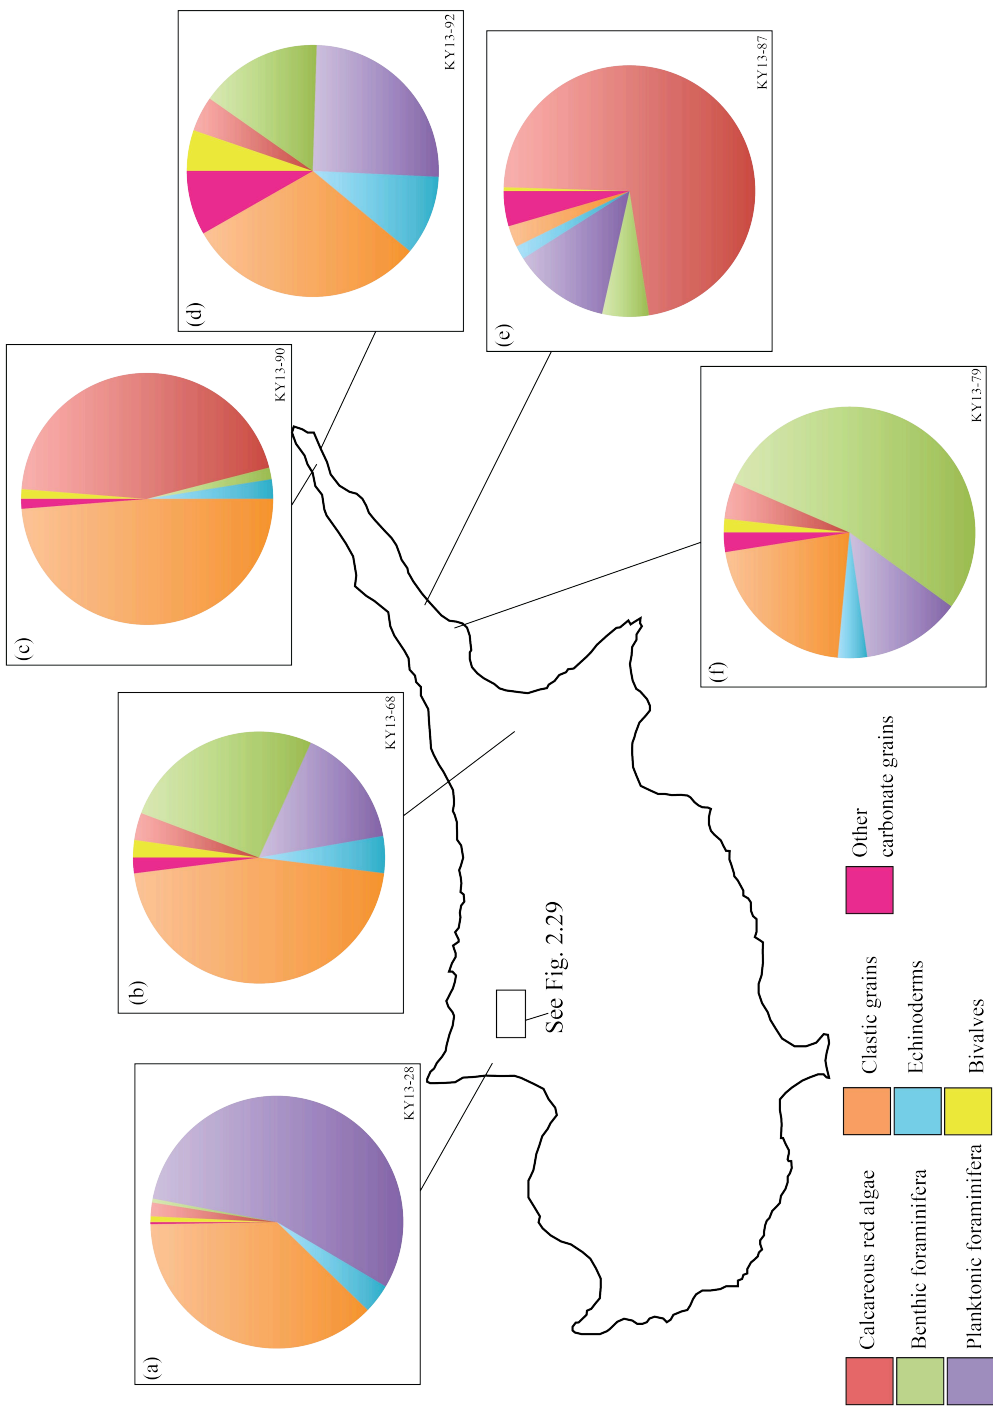 (a)
KY13-28
(b)
KY13-68
(c)
KY13-90
(d)
KY13-92
(e)
KY13-87
(f)
KY13-79
See Fig. 2.29
Calcareous red algae
Benthic foraminifera
Planktonic foraminifera
Clastic grains
Echinoderms
Bivalves
Other
carbonate grains